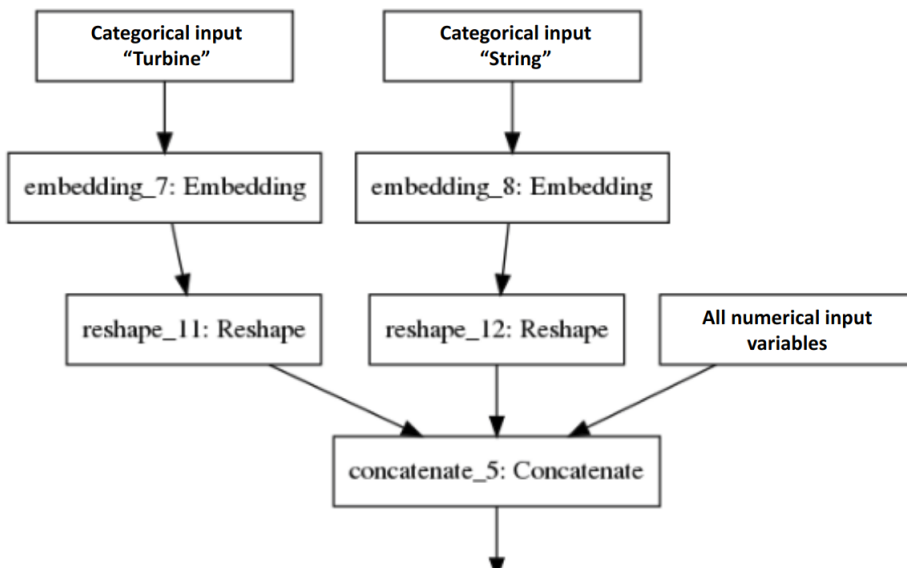 Categorical input
“Turbine”
Categorical input
“String”
embedding_7: Embedding
embedding_8: Embedding
reshape_11: Reshape
reshape_12: Reshape
All numerical input
variables
concatenate_5: Concatenate